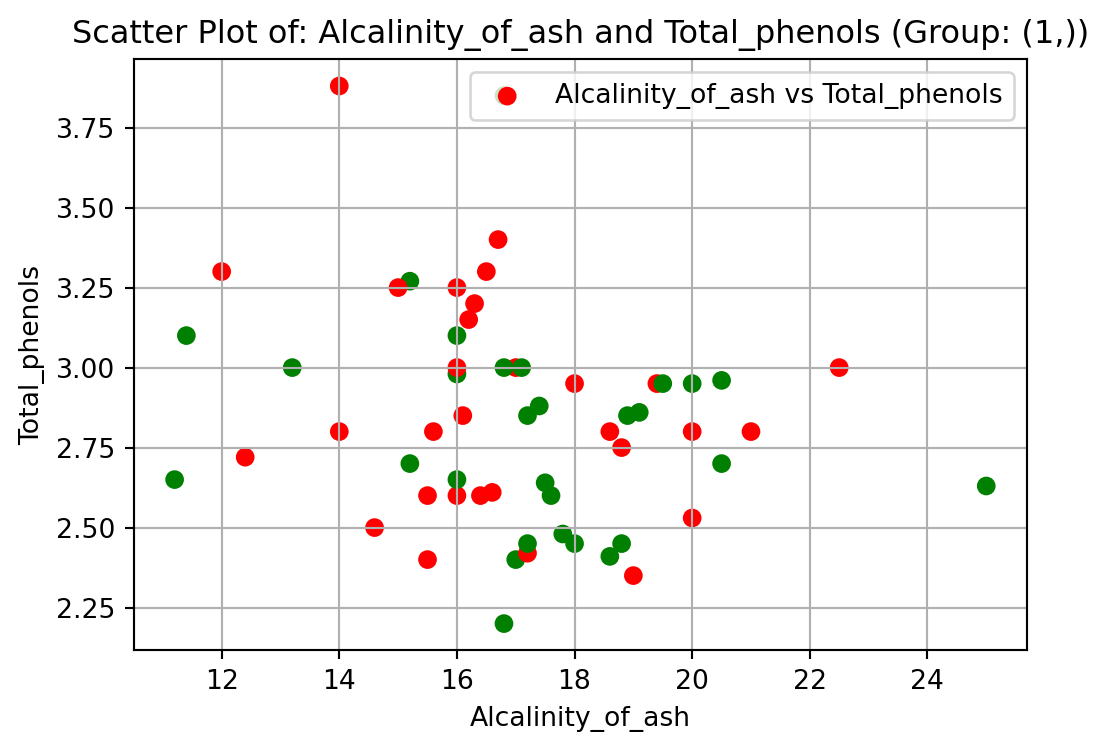 Scatter Plot of: Alcalinity_of_ash and Total_phenols (Group: (1,))
Alcalinity_of_ash vs Total_phenols
Total_phenols
3.75
3.50
3.25
3.00
2.75
2.50
2.25
12 14 16 18 20 22 24
Alcalinity_of_ash